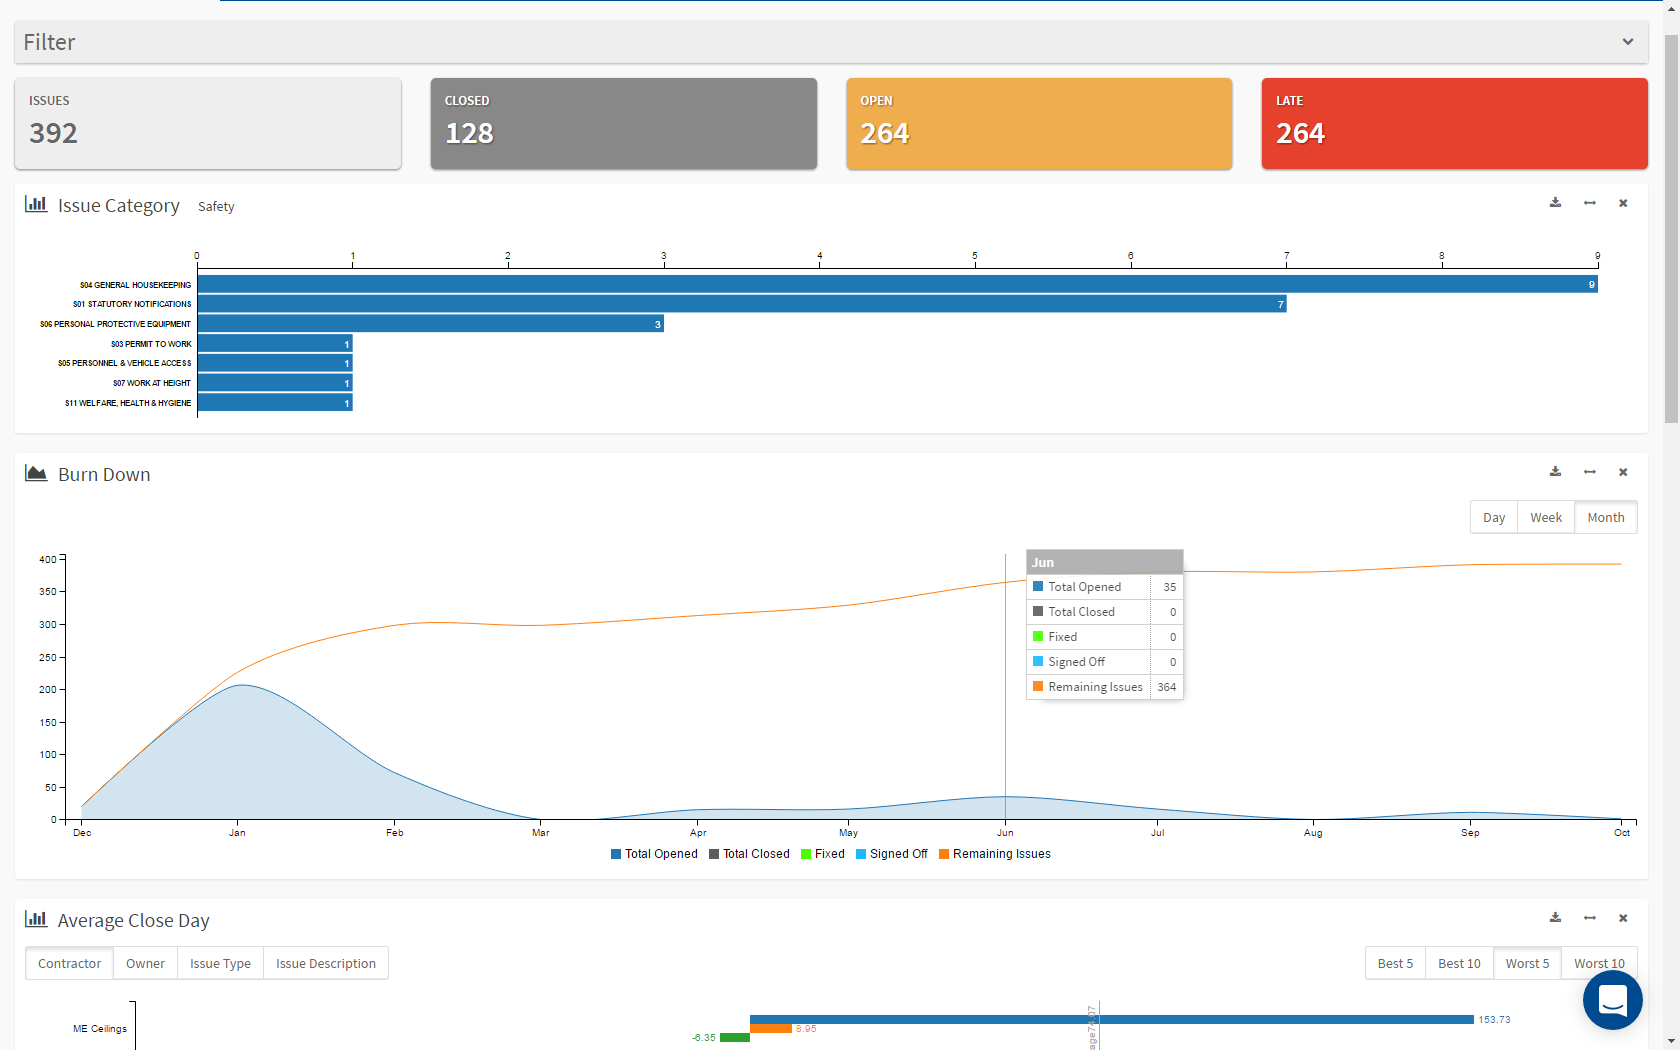 Filter
ISSUES
392
CLOSED
128
OPEN
264
LATE
264
Issue Category Safety
0 1 2 3 4 5 6 7 8 9
S04 GENERAL HOUSEKEEPING 9
S01 STATUTORY NOTIFICATIONS 7
S06 PERSONAL PROTECTIVE EQUIPMENT 3
S03 PERMIT TO WORK 1
S05 PERSONNEL & VEHICLE ACCESS 1
S07 WORK AT HEIGHT 1
S11 WELFARE, HEALTH & HYGIENE 1
Burn Down
Day Week Month
400
350
300
250
200
150
100
50
0
Jun
Total Opened 35
Total Closed 0
Fixed 0
Signed Off 0
Remaining Issues 364
Dec Jan Feb Mar Apr May Jun Jul Aug Sep Oct
Total Opened Total Closed Fixed Signed Off Remaining Issues
Average Close Day
Contractor Owner Issue Type Issue Description
Best 5 Best 10 Worst 5 Worst 10
ME Ceilings
153.73
8.95
-6.35